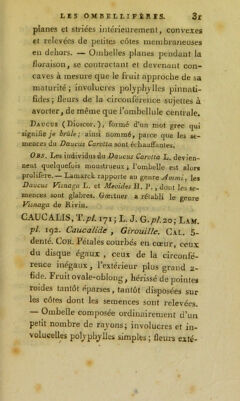 LES OMBELLIFÈRES. 31
planes et striées intérieurement, convexes
et relevées de petites côtes membraneuses
en dehors. — Ombelles planes pendant la
floraison, se contractant et devenant con-
caves à mesure que le fruit approche de sa
maturité ; involucres polyphylles pinnati-
fides ; fleurs de la circonférence sujettes à
avorter, de même que l'ombellule centrale.
Daucus (Dioscor.), formé d'un mot grec qui
signifie je brûle ; ainsi nommé, parce que les se-
mences du Daucus Carotta sont échauffantes.
Obs. Les individus du Daucus Carotta L. devien-
nent quelquefois monstrueux ; l'ombelle est alors
prolifère. — Lamarck rapporte au genre Ammi, les
Daucus Visnaga L. et Meoides H. P., dont les se-
mences sont glabres. Gærtner a rétabli le genre
Visnaga de Rivin.
CAUCALIS, T. pl. 171 ; L. J. G. pl. 20 ; Lam.
pl. 192. Caucalide, Girouille. Cal. 5-
denté. Cor. Pétales courbés en cœur, ceux
du disque égaux, ceux de la circonfé-
rence inégaux, l'extérieur plus grand 2-
fide. Fruit ovale-oblong, hérissé de pointes
roides tantôt éparses, tantôt disposées sur
les côtes dont les semences sont relevées.
— Ombelle composée ordinairement d'un
petit nombre de rayons ; involucres et in-
volucelles polyphylles simples ; fleurs exté-